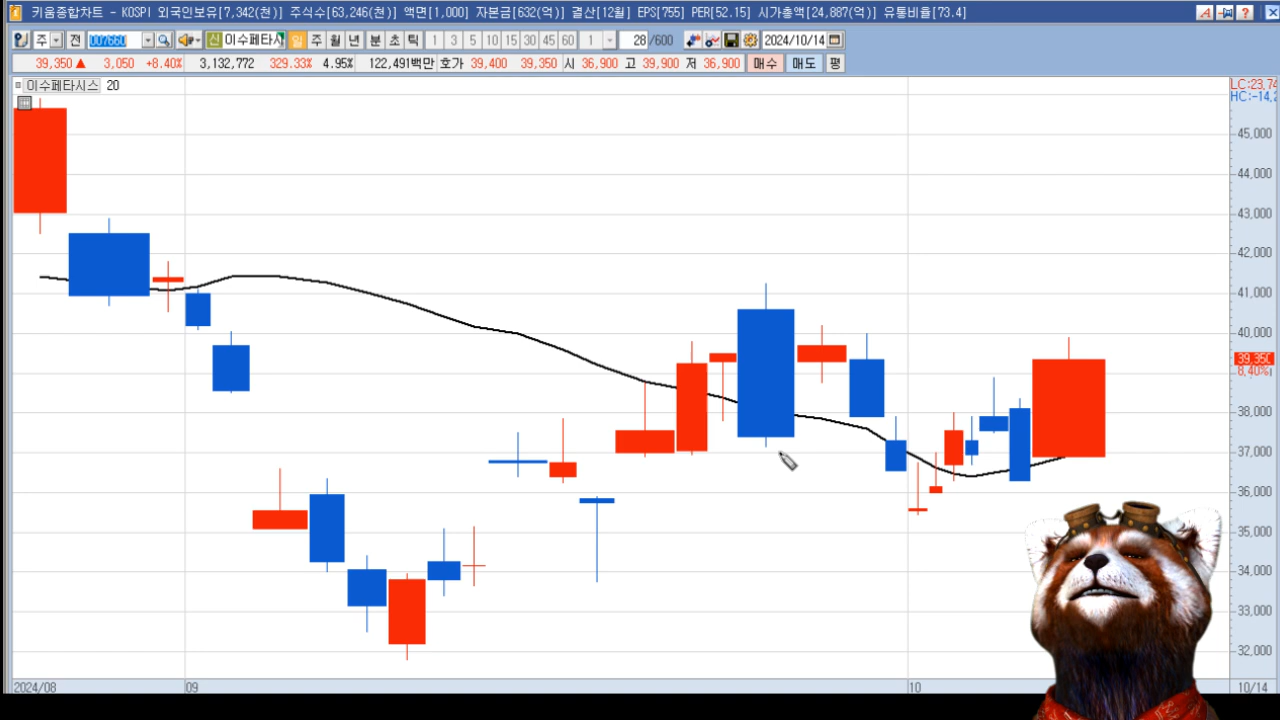 키움종합차트 - KOSPI 외국인보유[7,342(천)] 주식수[63,246(천)] 액면[1,000] 자본금[632(억)] 결산[12월] EPS[755] PER[52.15] 시가총액[24,887(억)] 유통비율[73.4]
주 전 007660 신 이수페타시 일 주 월 년 분 초 틱 1 3 5 10 15 30 45 60 1 28 /600 2024/10/14
39,350 ▲ 3,050 +8.40% 3,132,772 329.33% 4.95% 122,491백만 호가 39,400 39,350 시 36,900 고 39,900 저 36,900 매수 매도 평
이수페타시스 20
LC:23,74
HC:-14,2
45,000
44,000
43,000
42,000
41,000
40,000
39,350
8.40%
38,000
37,000
36,000
35,000
34,000
33,000
32,000
2024/08 09 10 10/14